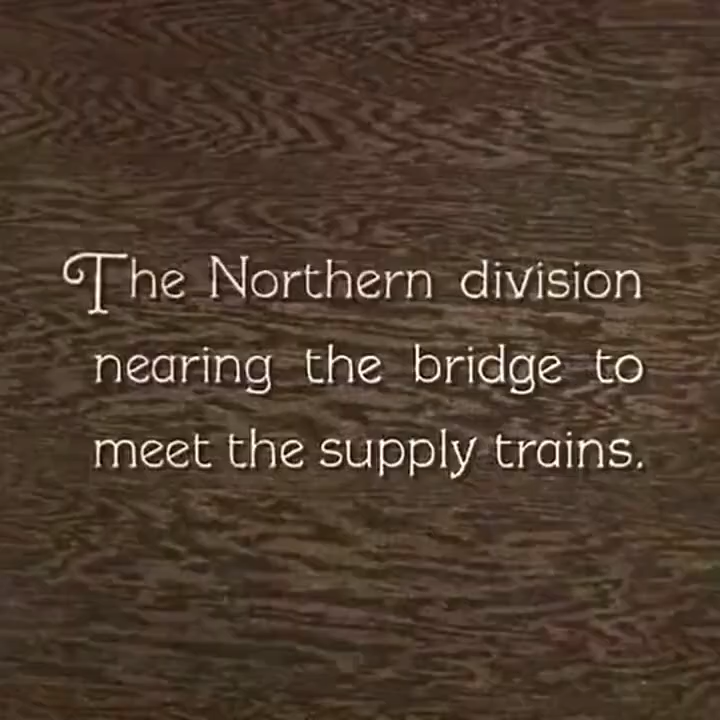 The Northern division
nearing the bridge to
meet the supply trains.